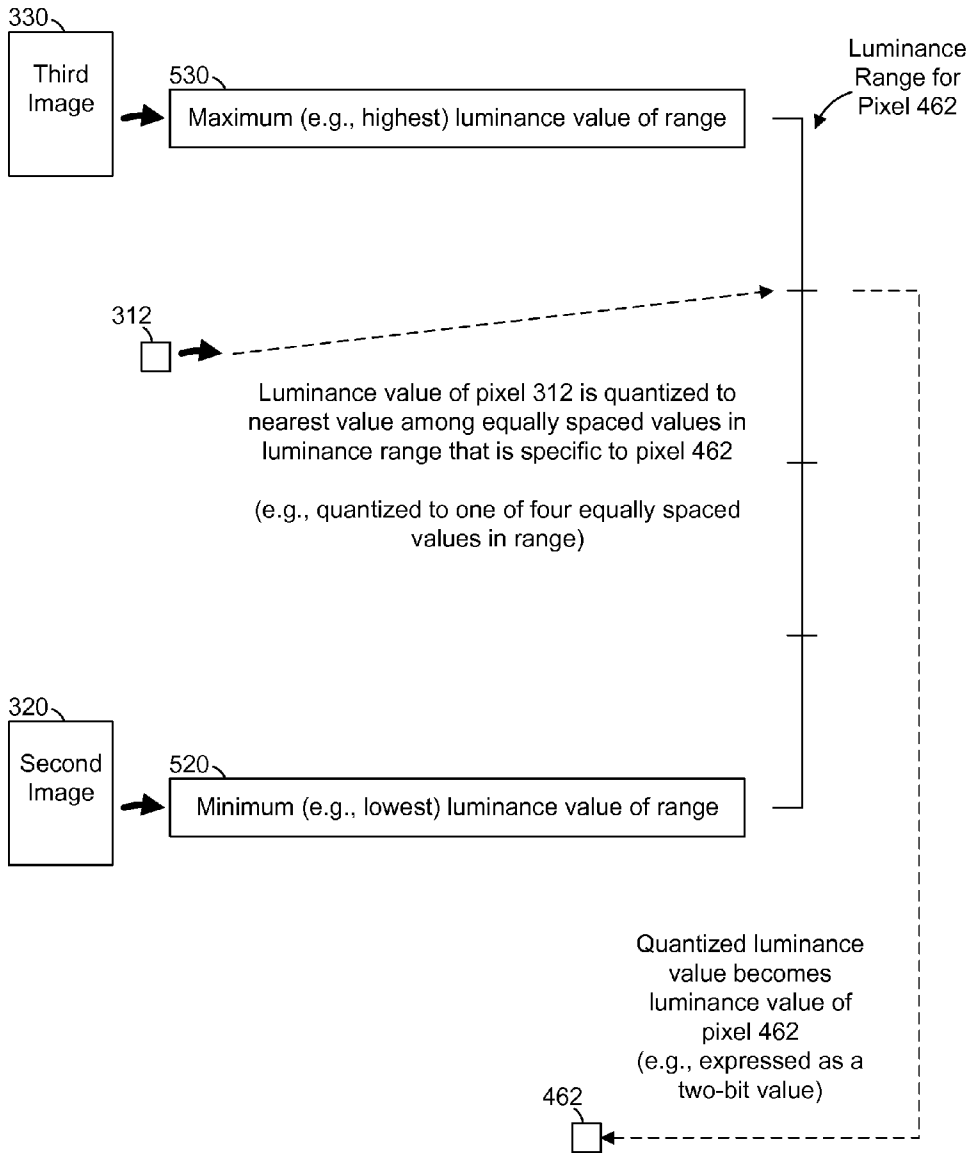 330
Third
Image
530
Maximum (e.g., highest) luminance value of range
Luminance
Range for
Pixel 462
312
Luminance value of pixel 312 is quantized to
nearest value among equally spaced values in
luminance range that is specific to pixel 462
(e.g., quantized to one of four equally spaced
values in range)
320
Second
Image
520
Minimum (e.g., lowest) luminance value of range
Quantized luminance
value becomes
luminance value of
pixel 462
(e.g., expressed as a
two-bit value)
462